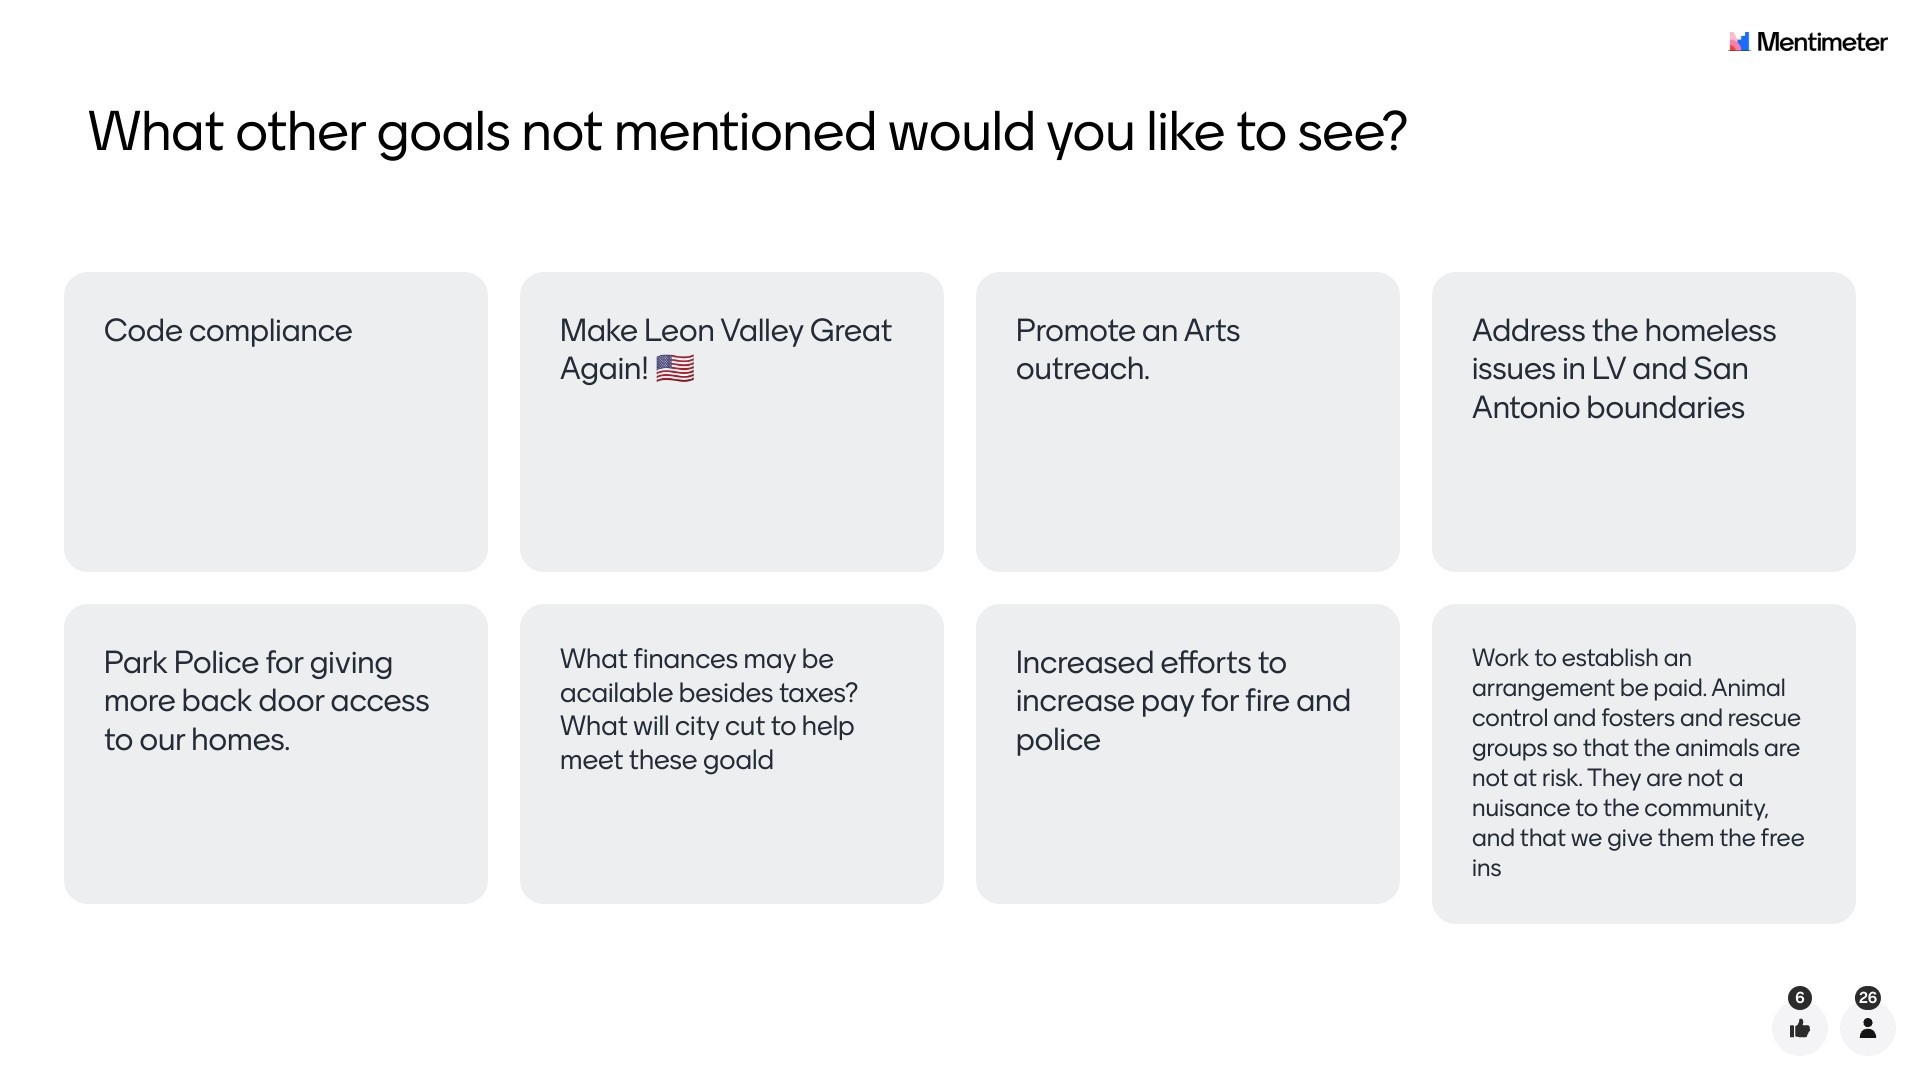 Mentimeter
What other goals not mentioned would you like to see?
Code compliance
Make Leon Valley Great
Again! 🇺🇸
Promote an Arts
outreach.
Address the homeless
issues in LV and San
Antonio boundaries
Park Police for giving
more back door access
to our homes.
What finances may be
acailable besides taxes?
What will city cut to help
meet these goald
Increased efforts to
increase pay for fire and
police
Work to establish an
arrangement be paid. Animal
control and fosters and rescue
groups so that the animals are
not at risk. They are not a
nuisance to the community,
and that we give them the free
ins
6
26